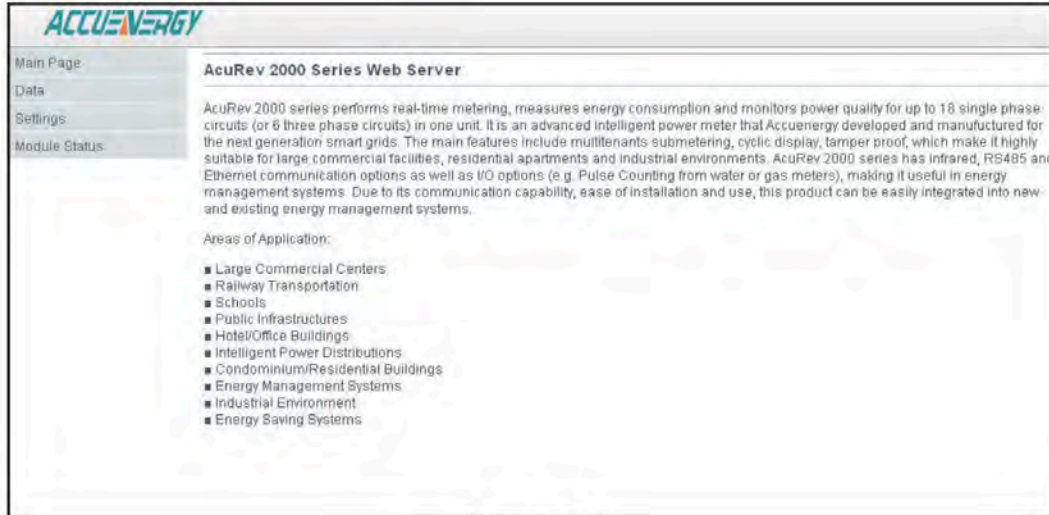 ACCUENERGY
Main Page
Data
Settings
Module Status
AcuRev 2000 Series Web Server
AcuRev 2000 series performs real-time metering, measures energy consumption and monitors power quality for up to 18 single phase
circuits (or 6 three phase circuits) in one unit. It is an advanced intelligent power meter that Accuenergy developed and manufuctured for
the next generation smart grids. The main features include multitenants submetering, cyclic display, tamper proof, which make it highly
suitable for large commercial facilities, residential apartments and industrial environments. AcuRev 2000 series has infrared, RS485 and
Ethernet communication options as well as I/O options (e.g. Pulse Counting from water or gas meters), making it useful in energy
management systems. Due to its communication capability, ease of installation and use, this product can be easily integrated into new
and existing energy management systems.
Areas of Application:
■ Large Commercial Centers
■ Railway Transportation
■ Schools
■ Public Infrastructures
■ Hotel/Office Buildings
■ Intelligent Power Distributions
■ Condominium/Residential Buildings
■ Energy Management Systems
■ Industrial Environment
■ Energy Saving Systems